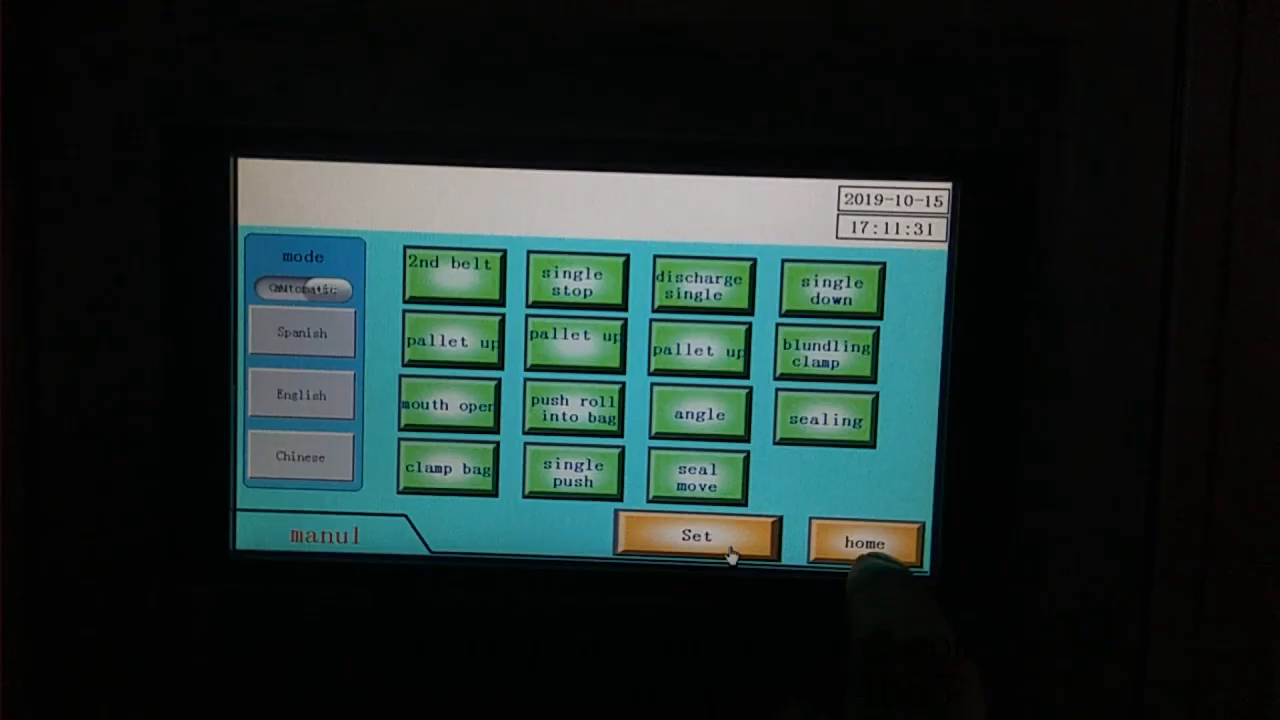 2019-10-15
17:11:31
mode
Spanish
English
Chinese
2nd belt
single
stop
discharge
single
single
down
pallet up
pallet up
pallet up
blundling
clamp
mouth open
push roll
into bag
angle
sealing
clamp bag
single
push
seal
move
manul
Set
home